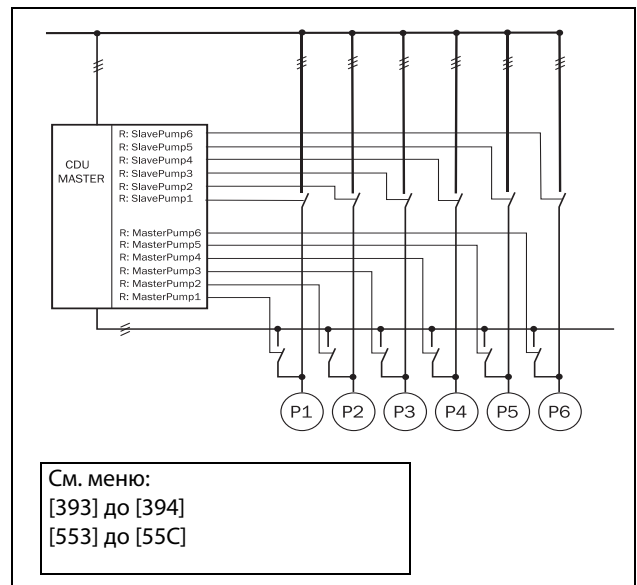 CDU
MASTER
R: SlavePump6
R: SlavePump5
R: SlavePump4
R: SlavePump3
R: SlavePump2
R: SlavePump1
R: MasterPump6
R: MasterPump5
R: MasterPump4
R: MasterPump3
R: MasterPump2
R: MasterPump1
P1 P2 P3 P4 P5 P6
См. меню:
[393] до [394]
[553] до [55C]